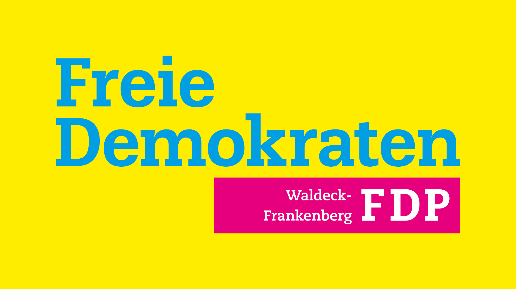 Freie
Demokraten
Waldeck-
Frankenberg FDP